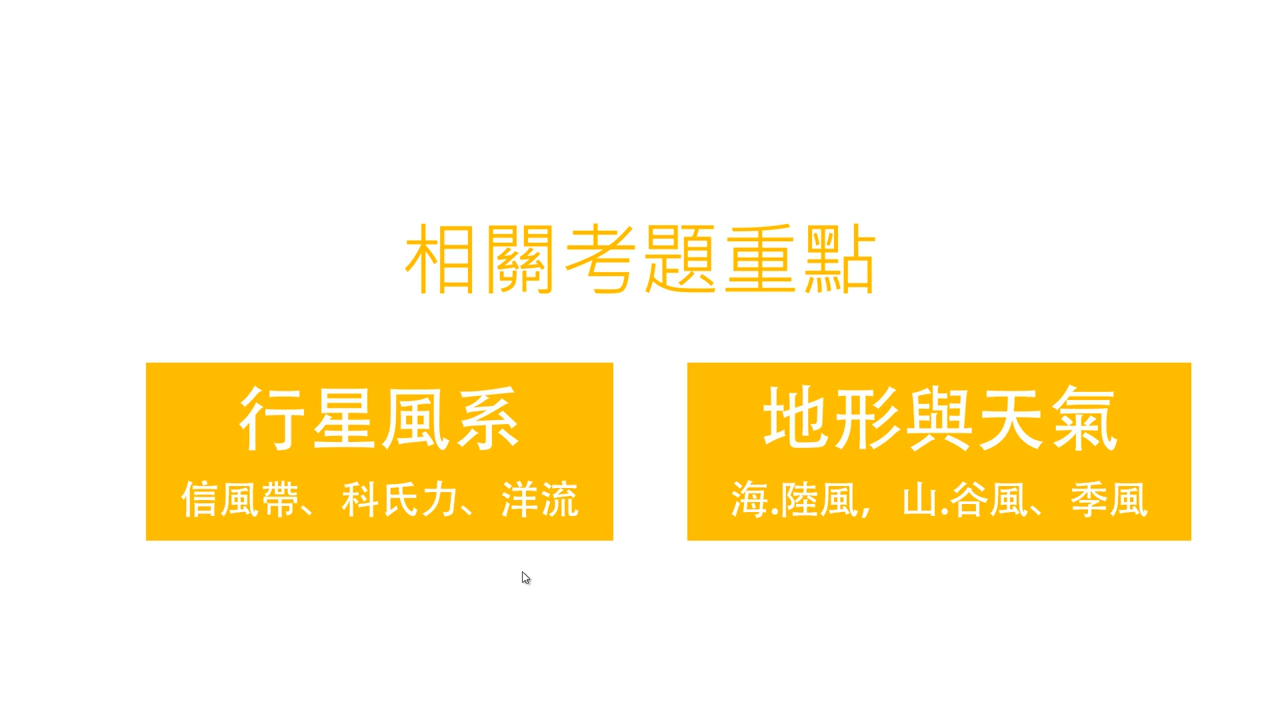 相關考題重點
行星風系
信風帶、科氏力、洋流
地形與天氣
海.陸風, 山.谷風、季風